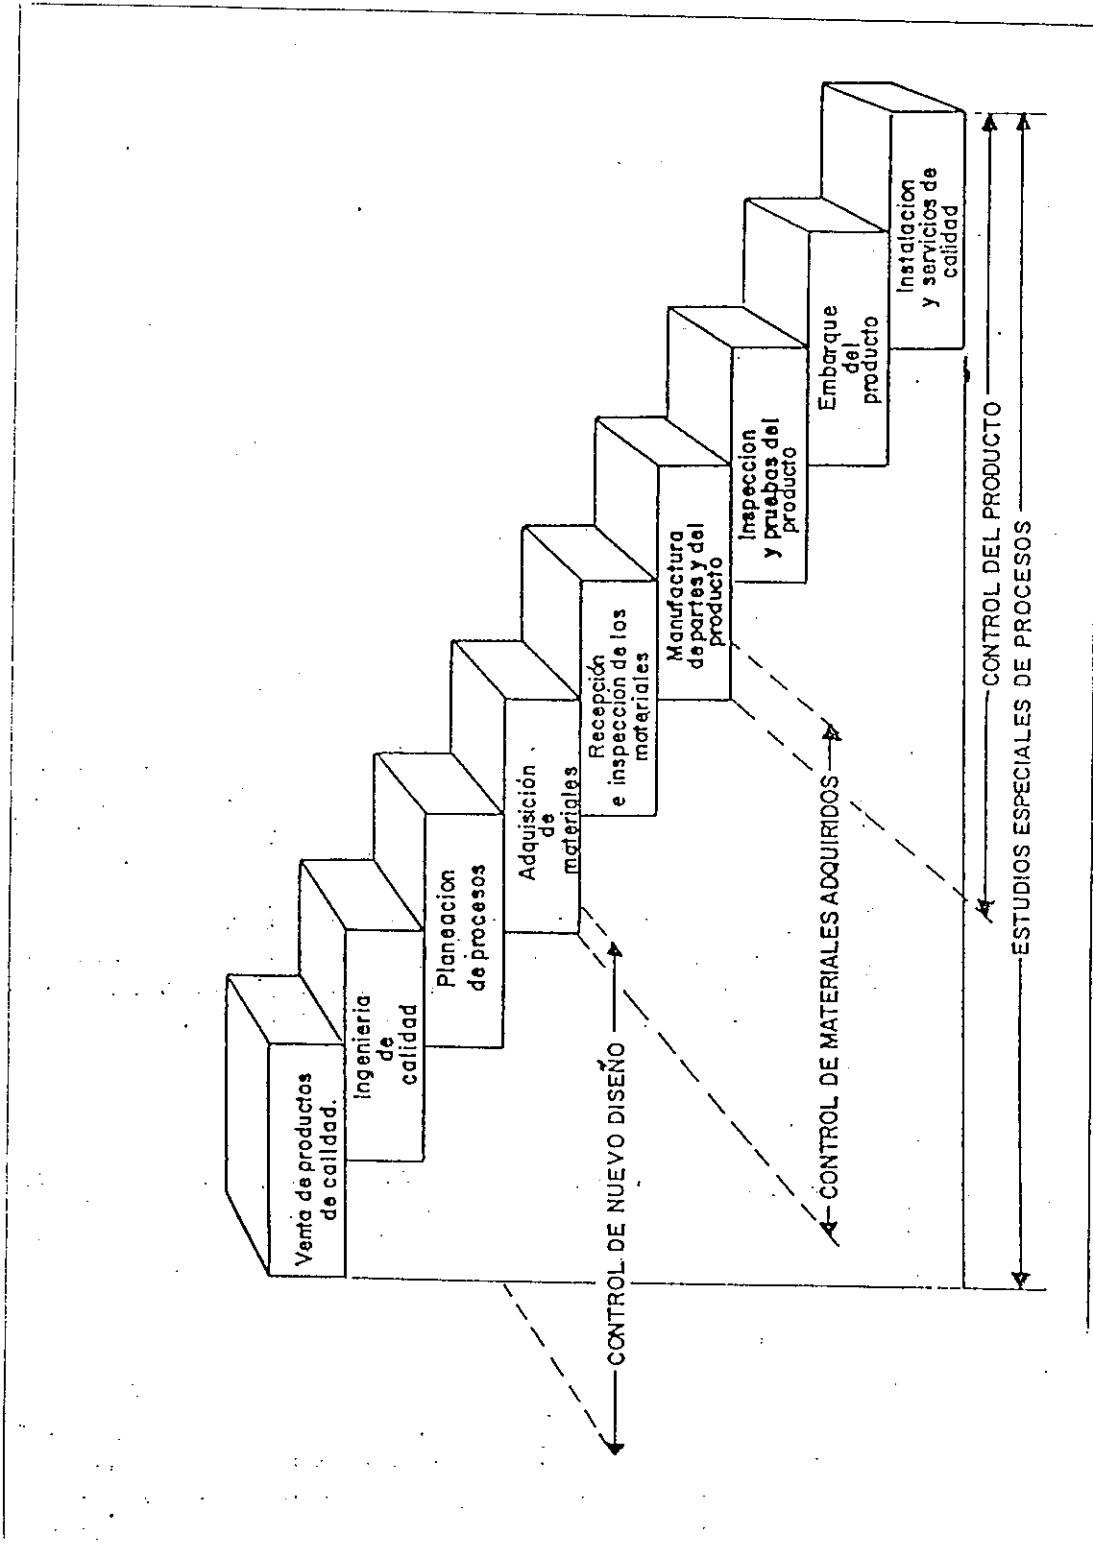 Venta de productos
de calidad.
Ingenieria
de
calidad
Planeacion
de procesos
Adquisición
de
materiales
Recepción
e inspeccion de los
materiales
Manufactura
de partes y del
producto
Inspeccion
y pruebas del
producto
Embarque
del
producto
Instalacion
y servicios de
calidad
CONTROL DE NUEVO DISEÑO
CONTROL DE MATERIALES ADQUIRIDOS
CONTROL DEL PRODUCTO
ESTUDIOS ESPECIALES DE PROCESOS